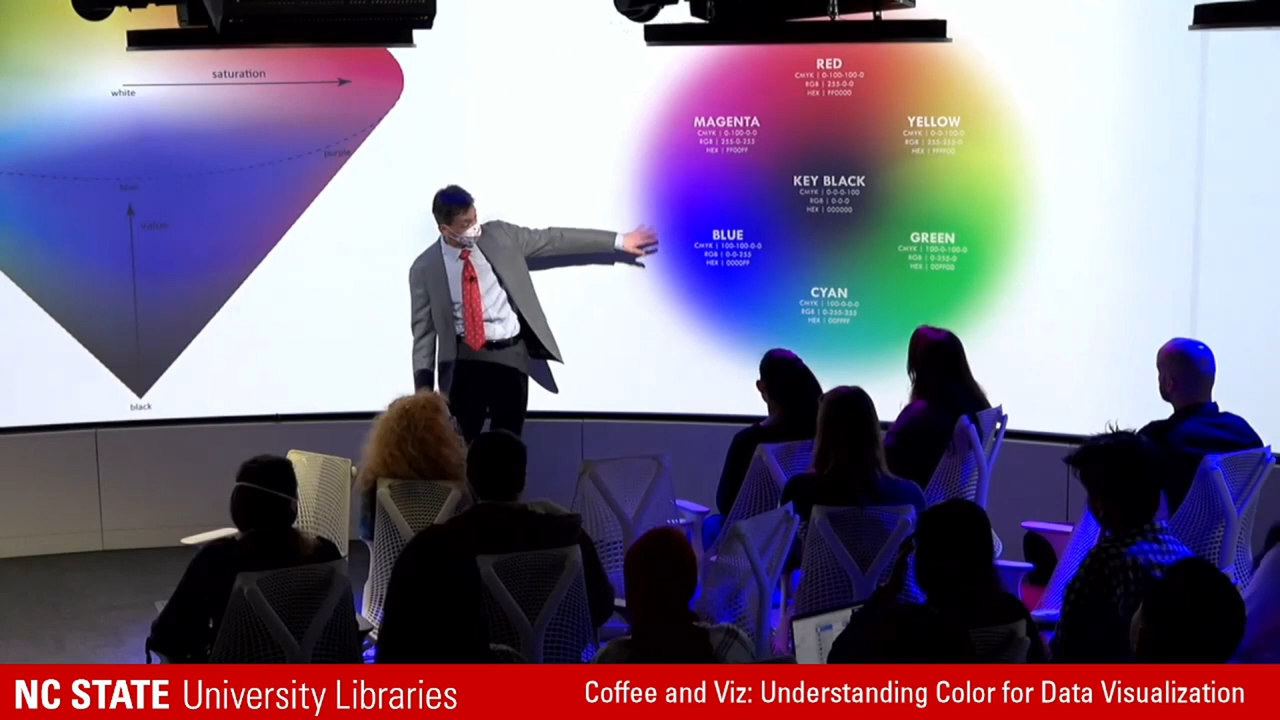 saturation
white
purple
blue
value
black
RED
CMYK | 0-100-100-0
RGB | 255-0-0
HEX | FF0000
MAGENTA
CMYK | 0-100-0-0
RGB | 255-0-255
HEX | FF00FF
YELLOW
CMYK | 0-0-100-0
RGB | 255-255-0
HEX | FFFF00
KEY BLACK
CMYK | 0-0-0-100
RGB | 0-0-0
HEX | 000000
BLUE
CMYK | 100-100-0-0
RGB | 0-0-255
HEX | 0000FF
GREEN
CMYK | 100-0-100-0
RGB | 0-255-0
HEX | 00FF00
CYAN
CMYK | 100-0-0-0
RGB | 0-255-255
HEX | 00FFFF
NC STATE University Libraries
Coffee and Viz: Understanding Color for Data Visualization